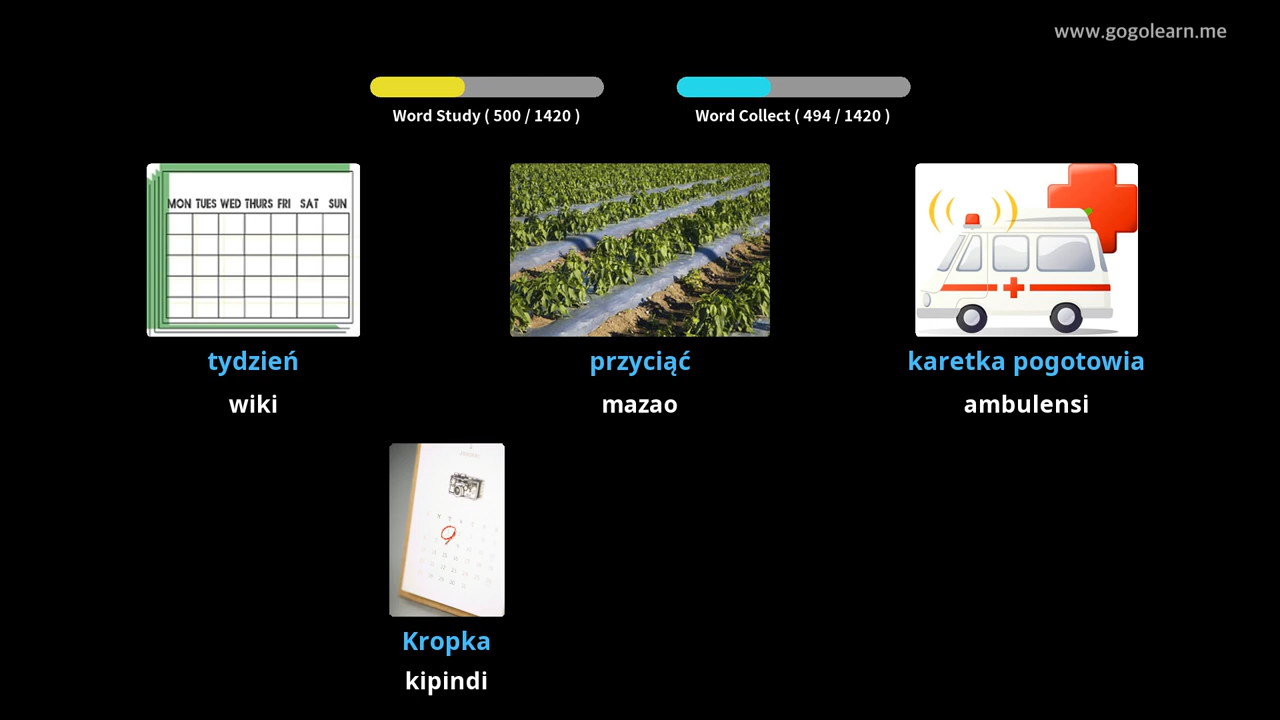 www.gogolearn.me
Word Study ( 500 / 1420 )
Word Collect ( 494 / 1420 )
MON TUES WED THURS FRI SAT SUN
tydzień
przyciąć
karetka pogotowia
wiki
mazao
ambulensi
Kropka
kipindi